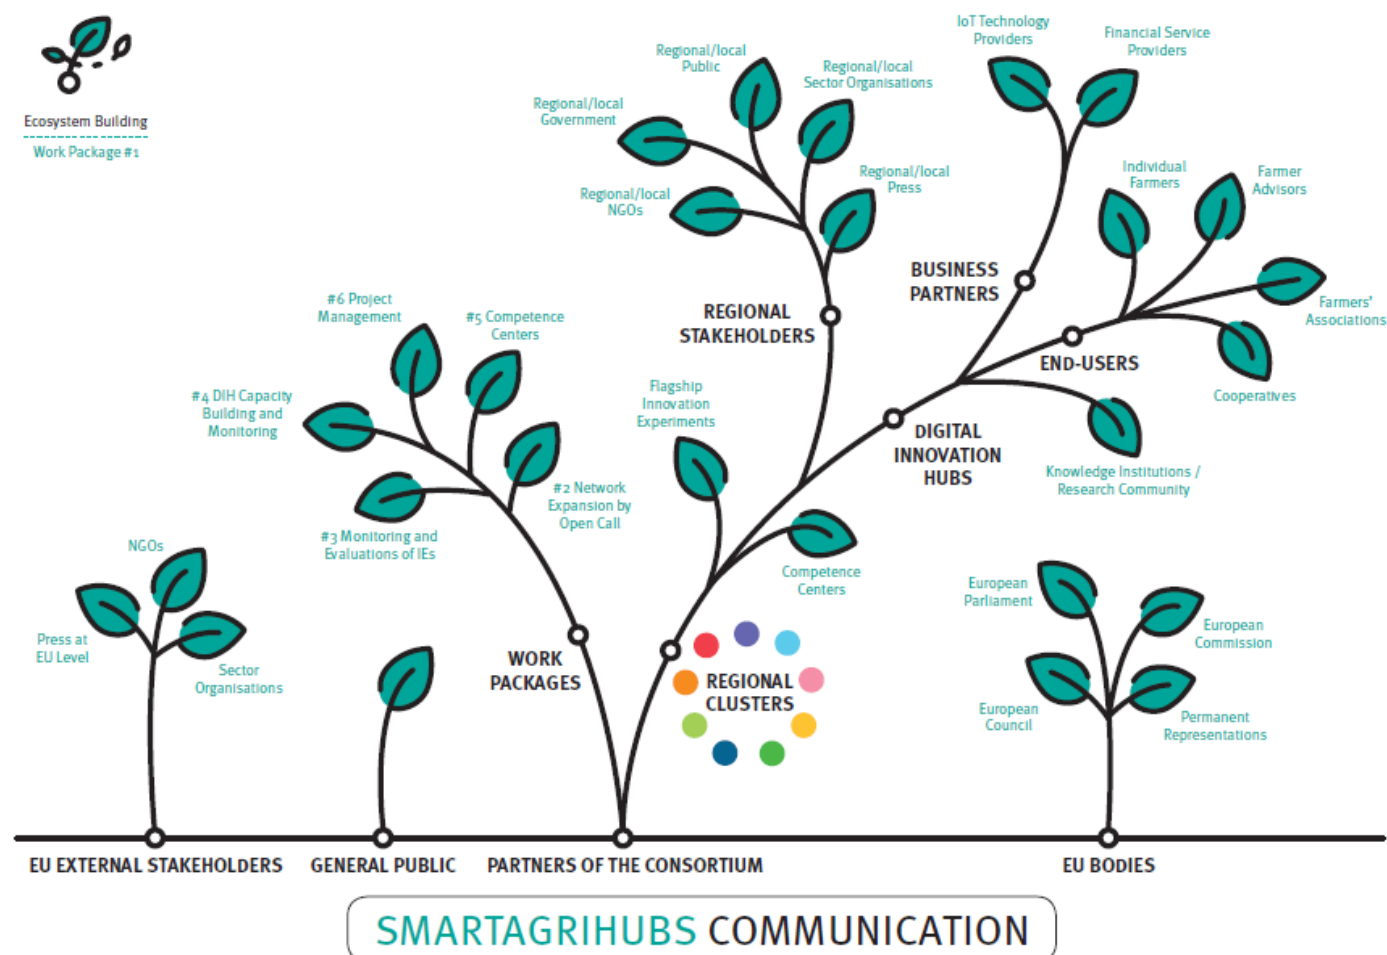 Ecosystem Building
Work Package #1
IoT Technology
Providers
Financial Service
Providers
Regional/local
Public
Regional/local
Sector Organisations
Regional/local
Government
Regional/local
NGOs
Regional/local
Press
Individual
Farmers
Farmer
Advisors
Farmers'
Associations
Cooperatives
BUSINESS
PARTNERS
END-USERS
REGIONAL
STAKEHOLDERS
DIGITAL
INNOVATION
HUBS
Knowledge Institutions /
Research Community
Flagship
Innovation
Experiments
Competence
Centers
#6 Project
Management
#5 Competence
Centers
#4 DIH Capacity
Building and
Monitoring
#3 Monitoring and
Evaluations of IEs
#2 Network
Expansion by
Open Call
WORK
PACKAGES
REGIONAL
CLUSTERS
NGOs
Press at
EU Level
Sector
Organisations
European
Parliament
European
Commission
European
Council
Permanent
Representations
EU EXTERNAL STAKEHOLDERS
GENERAL PUBLIC
PARTNERS OF THE CONSORTIUM
EU BODIES
SMARTAGRIHUBS COMMUNICATION